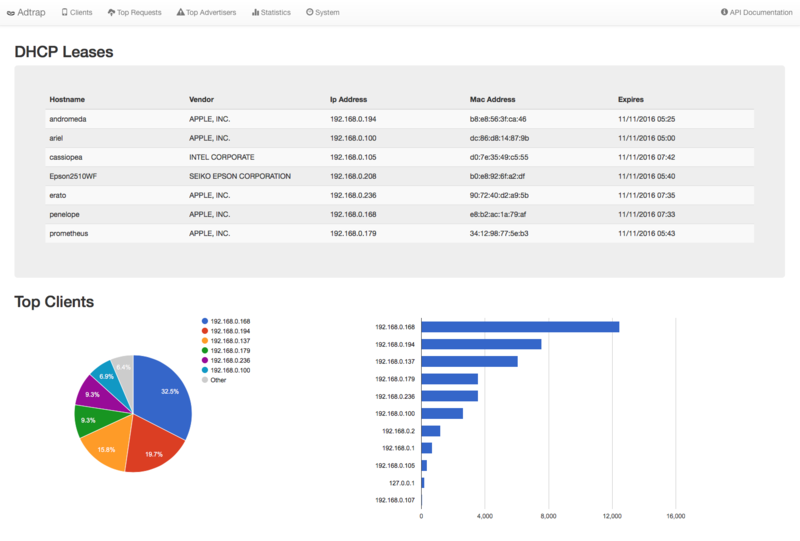 Adtrap Clients Top Requests Top Advertisers Statistics System API Documentation
DHCP Leases
Hostname Vendor Ip Address Mac Address Expires
andromeda APPLE, INC. 192.168.0.194 b8:e8:56:3f:ca:46 11/11/2016 05:25
ariel APPLE, INC. 192.168.0.100 dc:86:d8:14:87:9b 11/11/2016 05:00
cassiopea INTEL CORPORATE 192.168.0.105 d0:7e:35:49:c5:55 11/11/2016 07:42
Epson2510WF SEIKO EPSON CORPORATION 192.168.0.208 b0:e8:92:6f:a2:df 11/11/2016 05:40
erato APPLE, INC. 192.168.0.236 90:72:40:d2:a9:5b 11/11/2016 07:35
penelope APPLE, INC. 192.168.0.168 e8:b2:ac:1a:79:af 11/11/2016 07:33
prometheus APPLE, INC. 192.168.0.179 34:12:98:77:5e:b3 11/11/2016 05:43
Top Clients
192.168.0.168
192.168.0.194
192.168.0.137
192.168.0.179
192.168.0.236
192.168.0.100
Other
32.5%
19.7%
15.8%
9.3%
9.3%
6.9%
6.4%
192.168.0.168
192.168.0.194
192.168.0.137
192.168.0.179
192.168.0.236
192.168.0.100
192.168.0.2
192.168.0.1
192.168.0.105
127.0.0.1
192.168.0.107
0 4,000 8,000 12,000 16,000